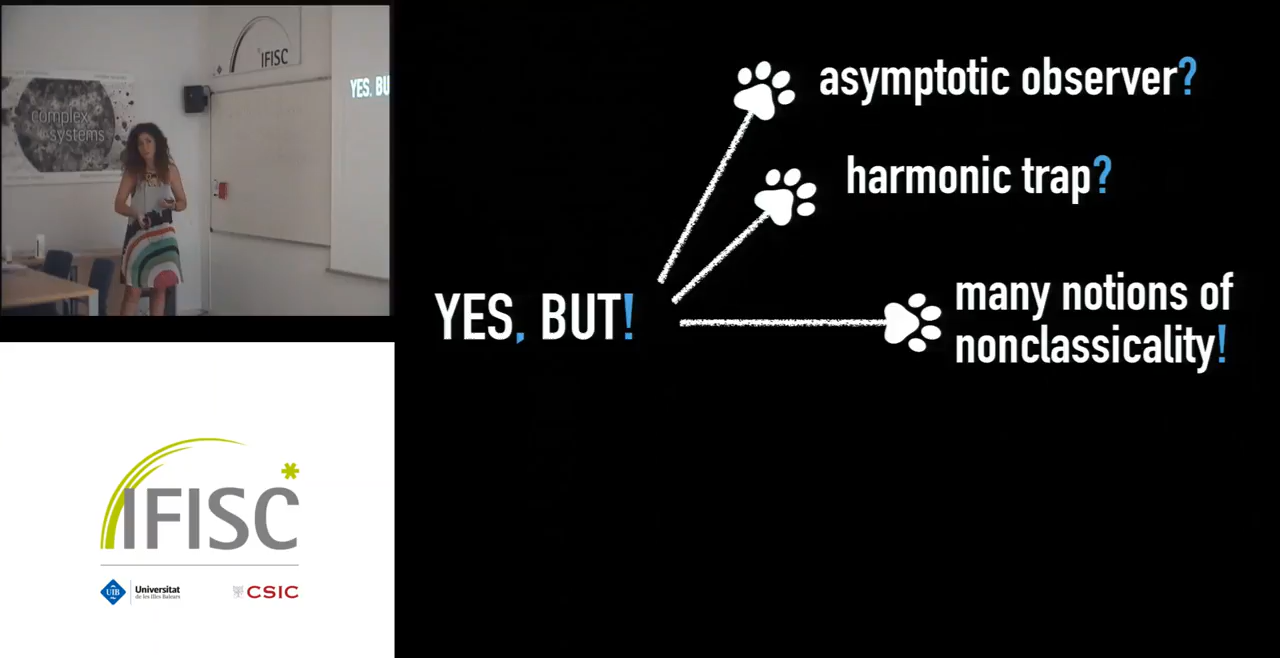 IFISC
complex
systems
YES, BU
asymptotic observer?
harmonic trap?
many notions of
nonclassicality!
YES, BUT!
IFISC*
UIB
Universitat
de les Illes Balears
CSIC